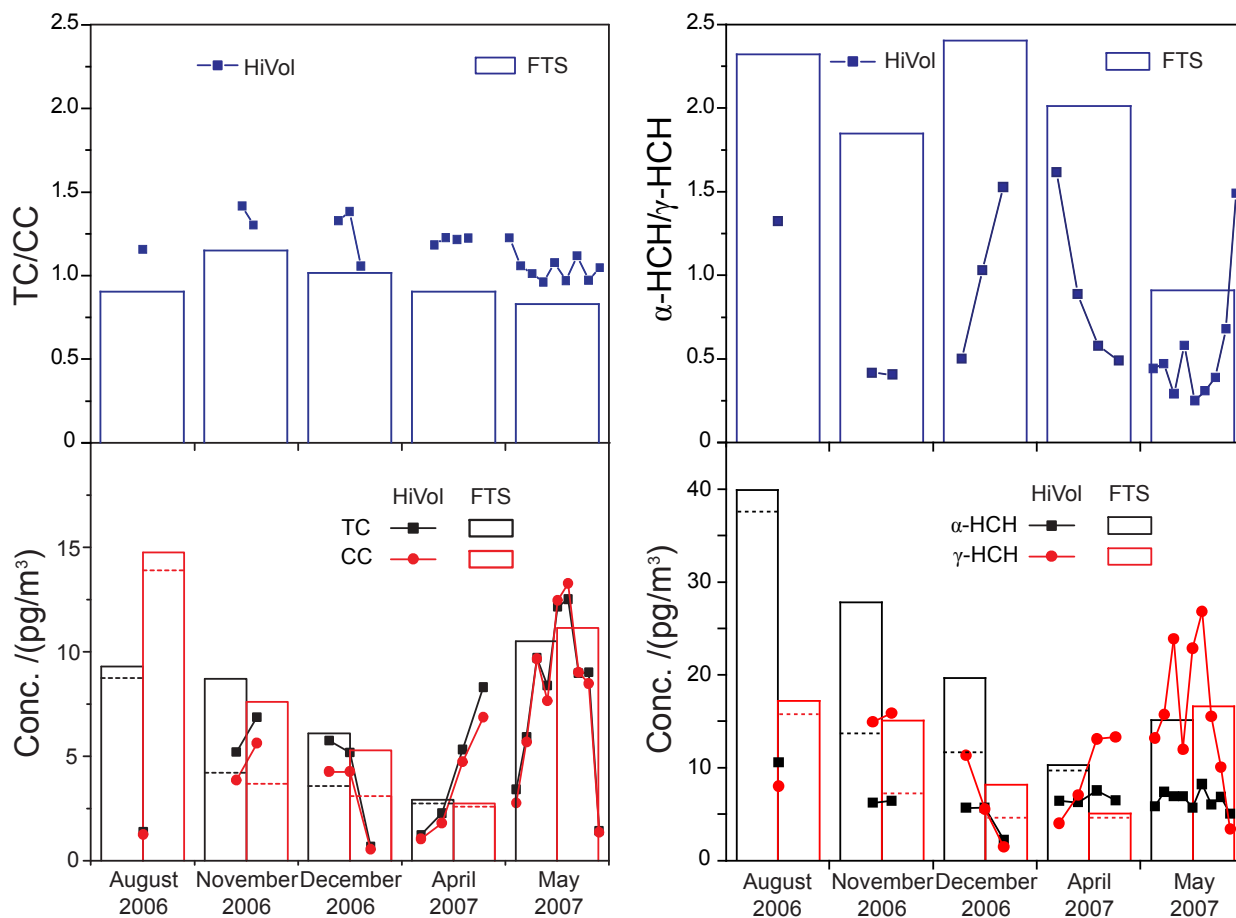 2.5
2.0
1.5
1.0
0.5
0
TC/CC
HiVol
FTS
2.5
2.0
1.5
1.0
0.5
0
α-HCH/γ-HCH
HiVol
FTS
15
10
5
0
Conc. /(pg/m³)
HiVol FTS
TC
CC
August
2006
November
2006
December
2006
April
2007
May
2007
40
30
20
10
0
Conc. /(pg/m³)
HiVol FTS
α-HCH
γ-HCH
August
2006
November
2006
December
2006
April
2007
May
2007